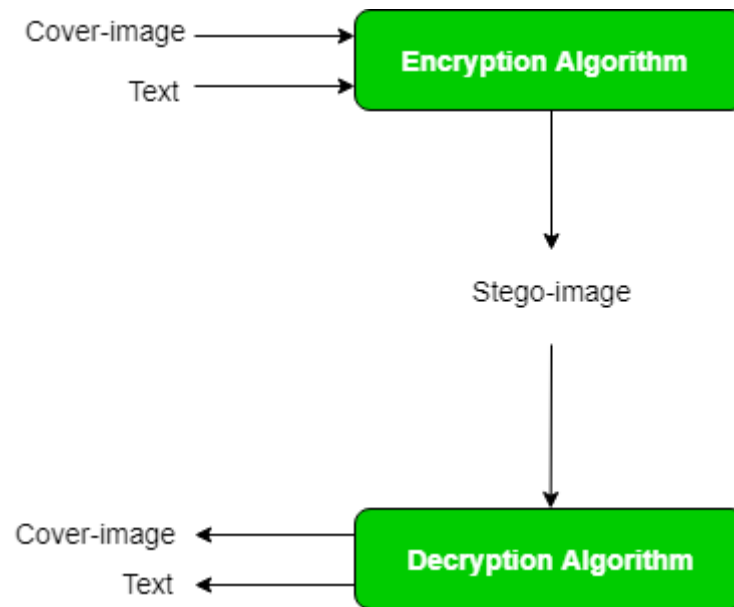 Cover-image
Encryption Algorithm
Text
Stego-image
Cover-image
Decryption Algorithm
Text